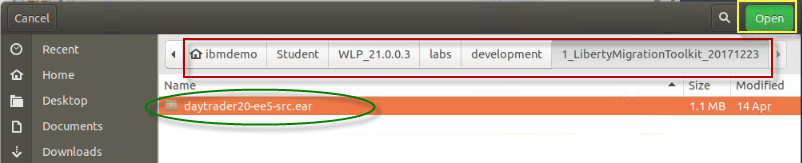 Cancel
Open
Recent
ibmdemo Student WLP_21.0.0.3 labs development 1_LibertyMigrationToolkit_20171223
Home
Name Size Modified
Desktop
daytrader20-ee5-src.ear 1.1 MB 14 Apr
Documents
Downloads